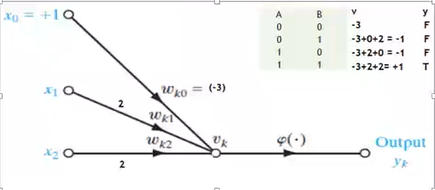 x₀ = +1
A B v y
0 0 -3 F
0 1 -3+0+2 = -1 F
1 0 -3+2+0 = -1 F
1 1 -3+2+2= +1 T
wₖ₀ = (-3)
x₁
2
wₖ₁
wₖ₂
vₖ
φ(·)
Output
x₂
yₖ
2